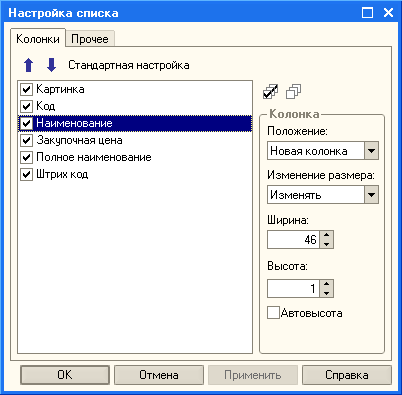 Настройка списка
Колонки Прочее
Стандартная настройка
Картинка
Код
Наименование
Закупочная цена
Полное наименование
Штрих код
Колонка
Положение:
Новая колонка
Изменение размера:
Изменять
Ширина:
46
Высота:
1
Автовысота
ОК Отмена Применить Справка